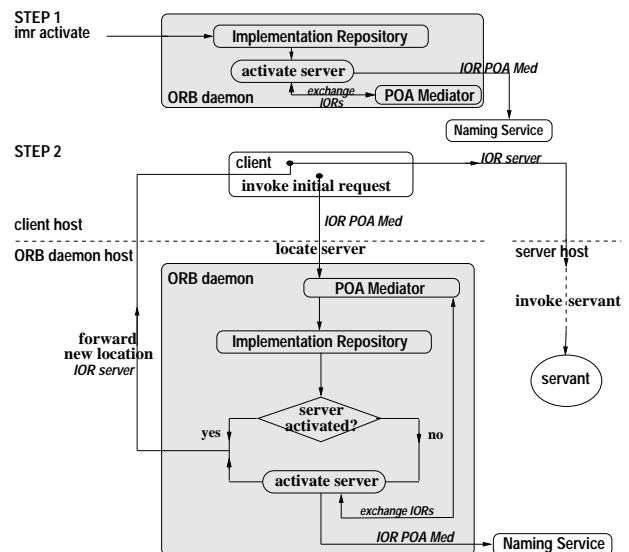 STEP 1
imr activate
Implementation Repository
activate server
IOR POA Med
exchange
IORs
ORB daemon
POA Mediator
Naming Service
STEP 2
client
IOR server
invoke initial request
IOR POA Med
client host
locate server
ORB daemon host
server host
ORB daemon
POA Mediator
invoke servant
forward
new location
IOR server
Implementation Repository
servant
server
activated?
yes
no
activate server
exchange IORs
IOR POA Med
Naming Service